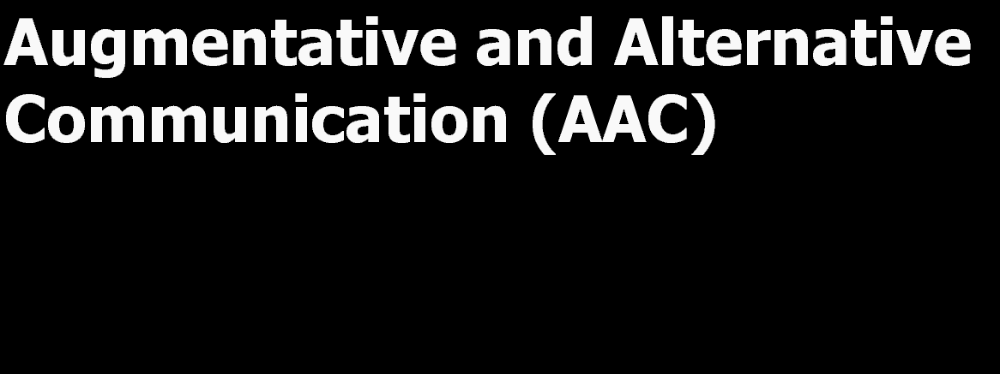 Augmentative and Alternative
Communication (AAC)